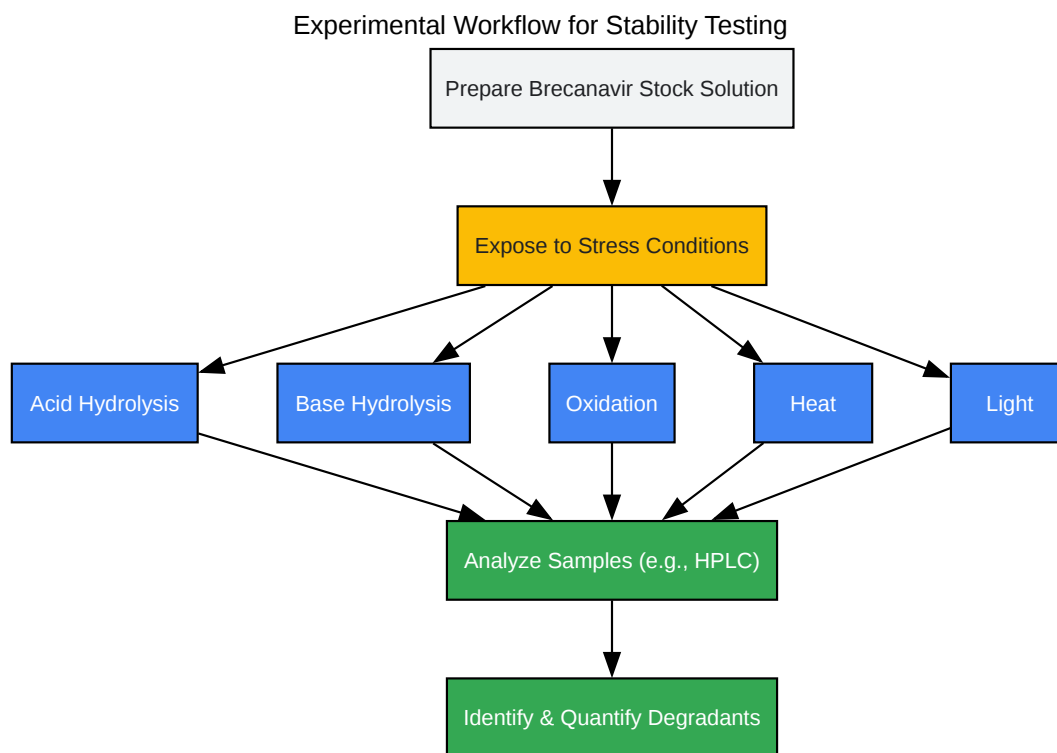 Experimental Workflow for Stability Testing
Prepare Brecanavir Stock Solution
Expose to Stress Conditions
Acid Hydrolysis
Base Hydrolysis
Oxidation
Heat
Light
Analyze Samples (e.g., HPLC)
Identify & Quantify Degradants